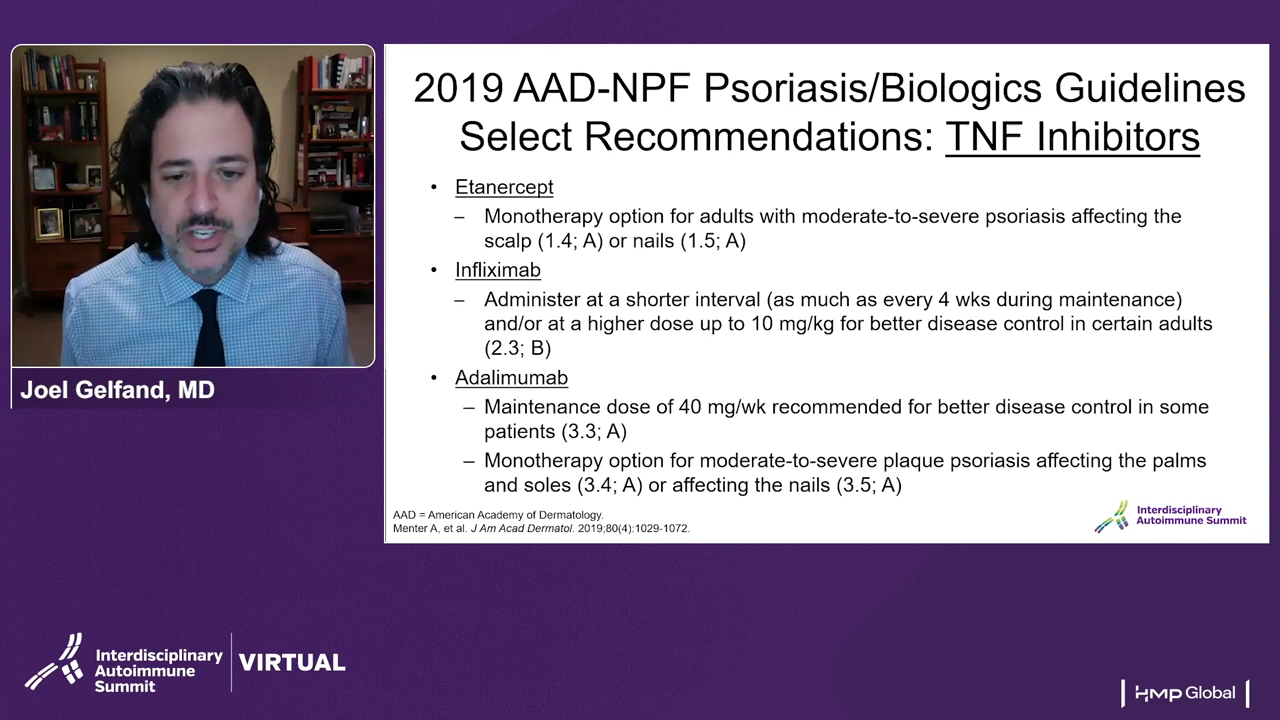 2019 AAD-NPF Psoriasis/Biologics Guidelines
Select Recommendations: TNF Inhibitors
• Etanercept
– Monotherapy option for adults with moderate-to-severe psoriasis affecting the
scalp (1.4; A) or nails (1.5; A)
• Infliximab
– Administer at a shorter interval (as much as every 4 wks during maintenance)
and/or at a higher dose up to 10 mg/kg for better disease control in certain adults
(2.3; B)
• Adalimumab
– Maintenance dose of 40 mg/wk recommended for better disease control in some
patients (3.3; A)
– Monotherapy option for moderate-to-severe plaque psoriasis affecting the palms
and soles (3.4; A) or affecting the nails (3.5; A)
AAD = American Academy of Dermatology.
Menter A, et al. J Am Acad Dermatol. 2019;80(4):1029-1072.
Interdisciplinary
Autoimmune Summit
Joel Gelfand, MD
Interdisciplinary
Autoimmune
Summit
VIRTUAL
HMP Global